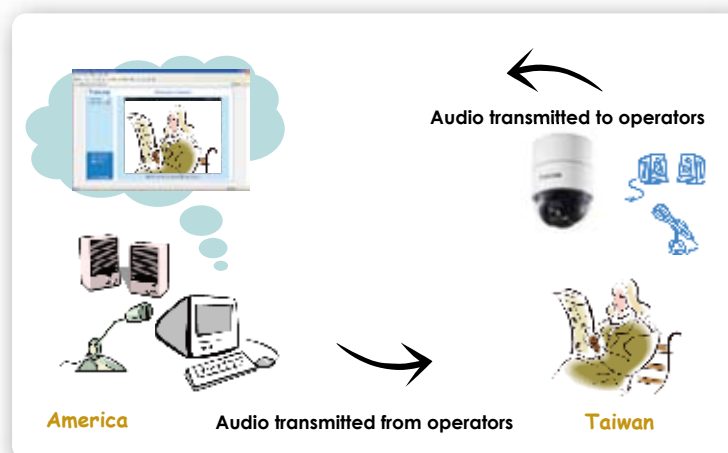 Audio transmitted to operators
America
Audio transmitted from operators
Taiwan